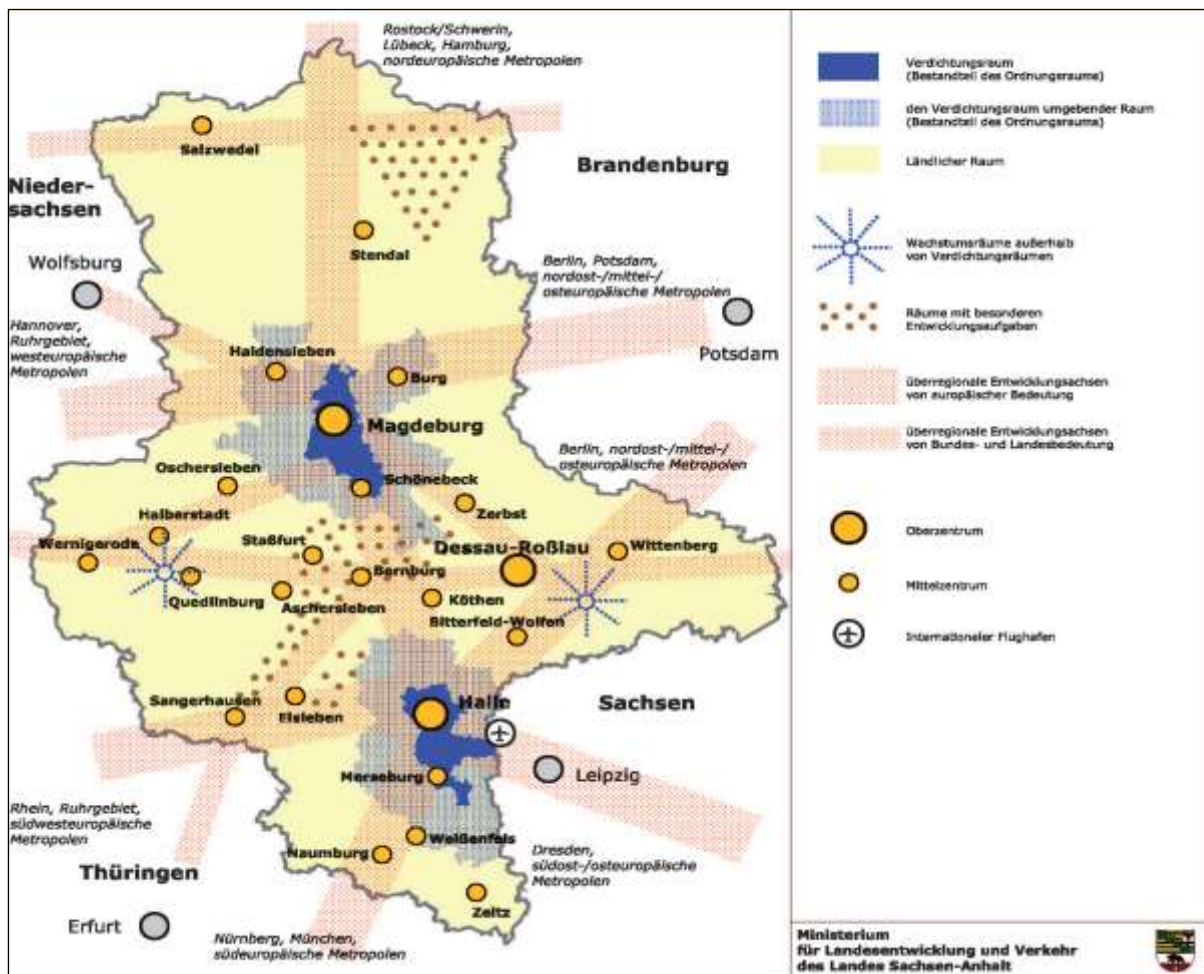 Rostock/Schwerin,
Lübeck, Hamburg,
nordeuropäische Metropolen
Salzwedel
Brandenburg
Nieder-
sachsen
Stendal
Wolfsburg
Berlin, Potsdam,
nordost-/mittel-/
osteuropäische Metropolen
Hannover,
Ruhrgebiet,
westeuropäische
Metropolen
Potsdam
Haldensleben
Burg
Magdeburg
Berlin, nordost-/mittel-/
osteuropäische Metropolen
Oschersleben
Schönebeck
Halberstadt
Zerbst
Wernigerode
Staßfurt
Dessau-Roßlau
Wittenberg
Bernburg
Quedlinburg
Aschersleben
Köthen
Bitterfeld-Wolfen
Sangerhausen
Eisleben
Halle
Sachsen
Merseburg
Leipzig
Rhein, Ruhrgebiet,
südwesteuropäische
Metropolen
Weißenfels
Naumburg
Dresden,
südost-/osteuropäische
Metropolen
Thüringen
Zeitz
Erfurt
Nürnberg, München,
südeuropäische Metropolen
Verdichtungsraum
(Bestandteil des Ordnungsraums)
den Verdichtungsraum umgebender Raum
(Bestandteil des Ordnungsraums)
Ländlicher Raum
Wachstumsräume außerhalb
von Verdichtungsräumen
Räume mit besonderen
Entwicklungsaufgaben
überregionale Entwicklungsachsen
von europäischer Bedeutung
überregionale Entwicklungsachsen
von Bundes- und Landesbedeutung
Oberzentrum
Mittelzentrum
Internationaler Flughafen
Ministerium
für Landesentwicklung und Verkehr
des Landes Sachsen-Anhalt